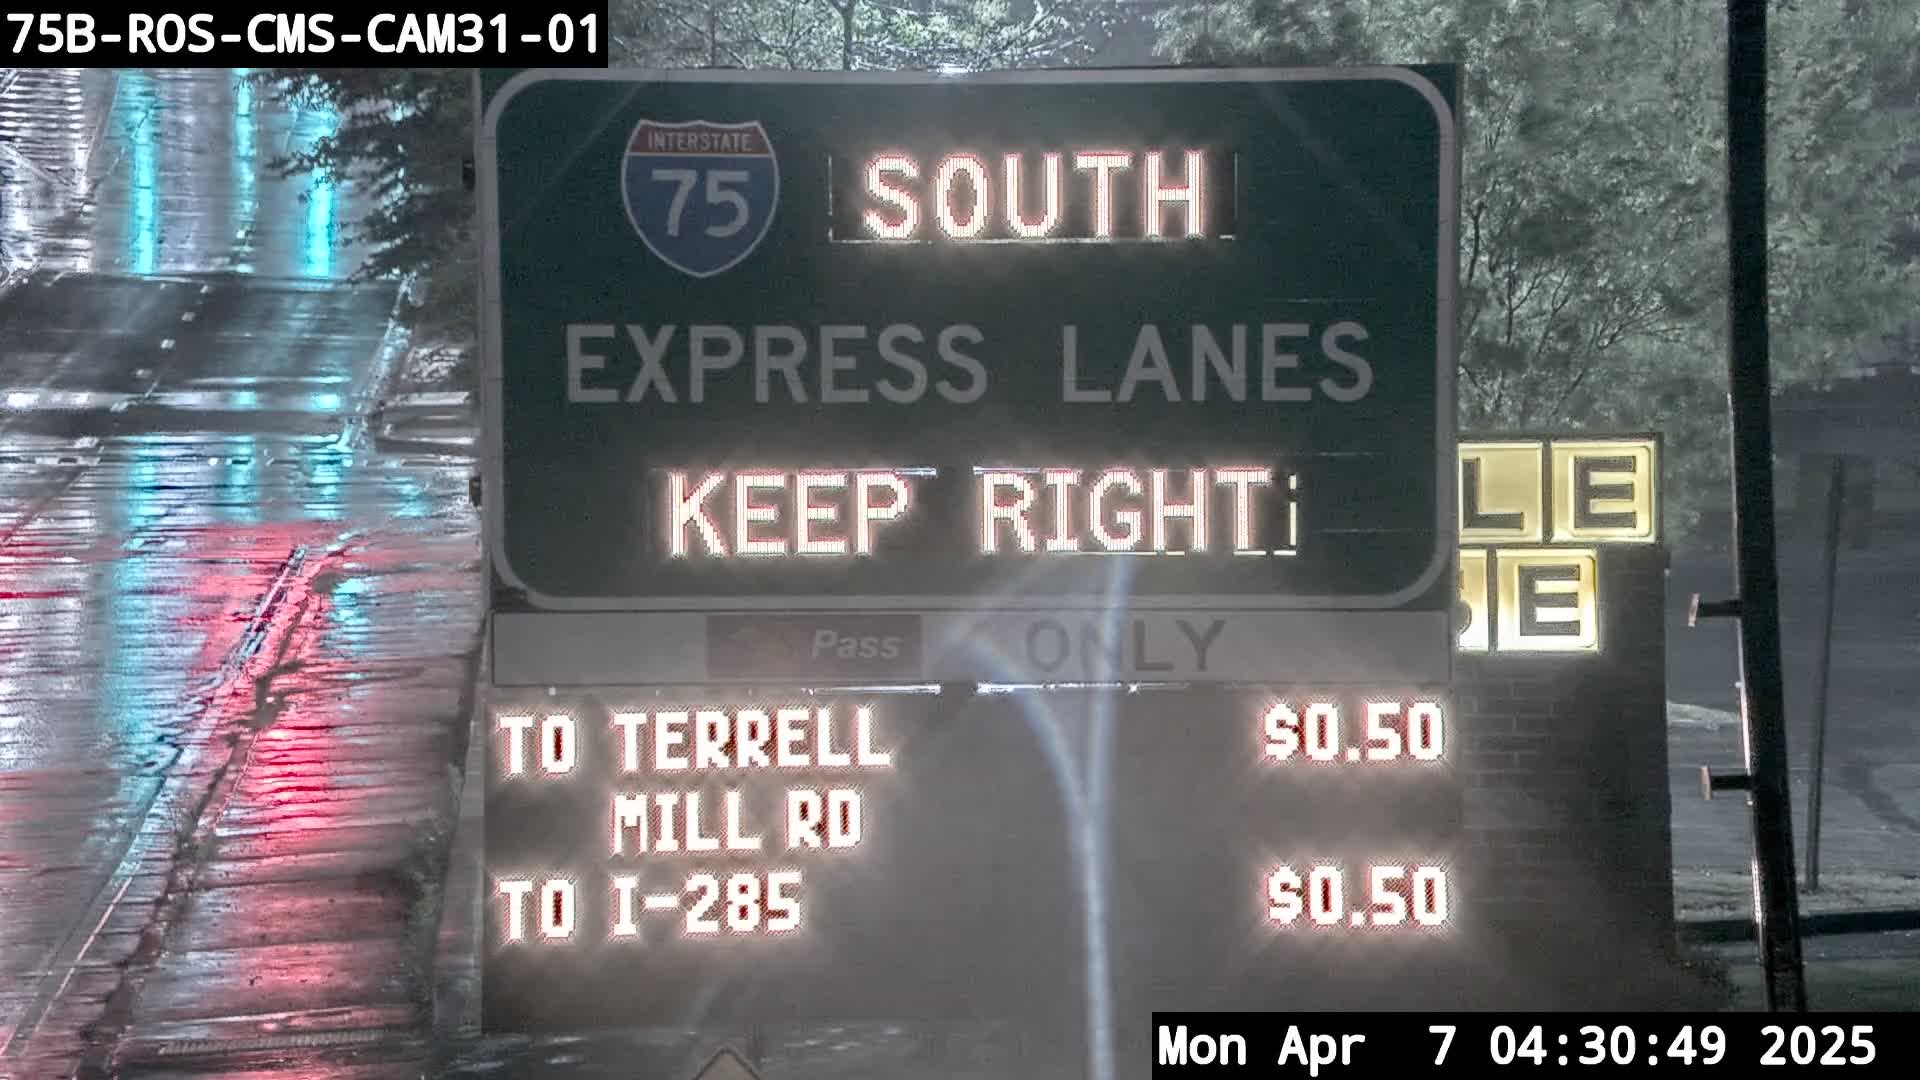 75B-ROS-CMS-CAM31-01
INTERSTATE
75
SOUTH
EXPRESS LANES
KEEP RIGHT
Pass ONLY
LE
E
TO TERRELL $0.50
MILL RD
TO I-285 $0.50
Mon Apr 7 04:30:49 2025